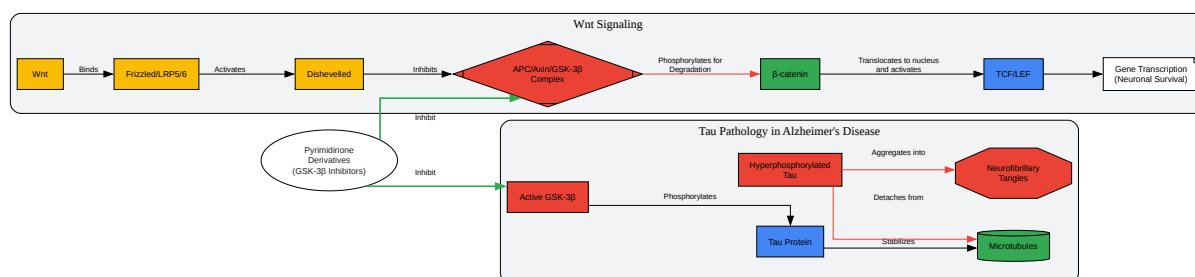 Wnt Signaling
Wnt
Binds
Frizzled/LRP5/6
Activates
Dishevelled
Inhibits
APC/Axin/GSK-3β
Complex
Phosphorylates for
Degradation
β-catenin
Translocates to nucleus
and activates
TCF/LEF
Gene Transcription
(Neuronal Survival)
Inhibit
Pyrimidinone
Derivatives
(GSK-3β Inhibitors)
Inhibit
Tau Pathology in Alzheimer's Disease
Hyperphosphorylated
Tau
Aggregates into
Neurofibrillary
Tangles
Detaches from
Active GSK-3β
Phosphorylates
Tau Protein
Stabilizes
Microtubules